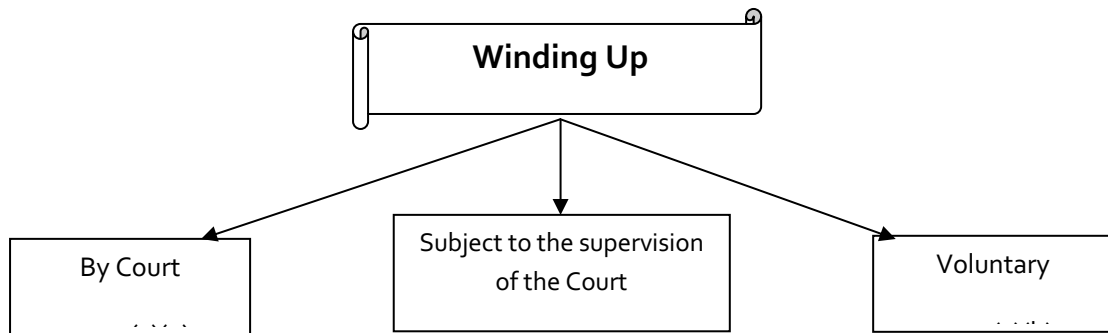 Winding Up
By Court
Subject to the supervision
of the Court
Voluntary